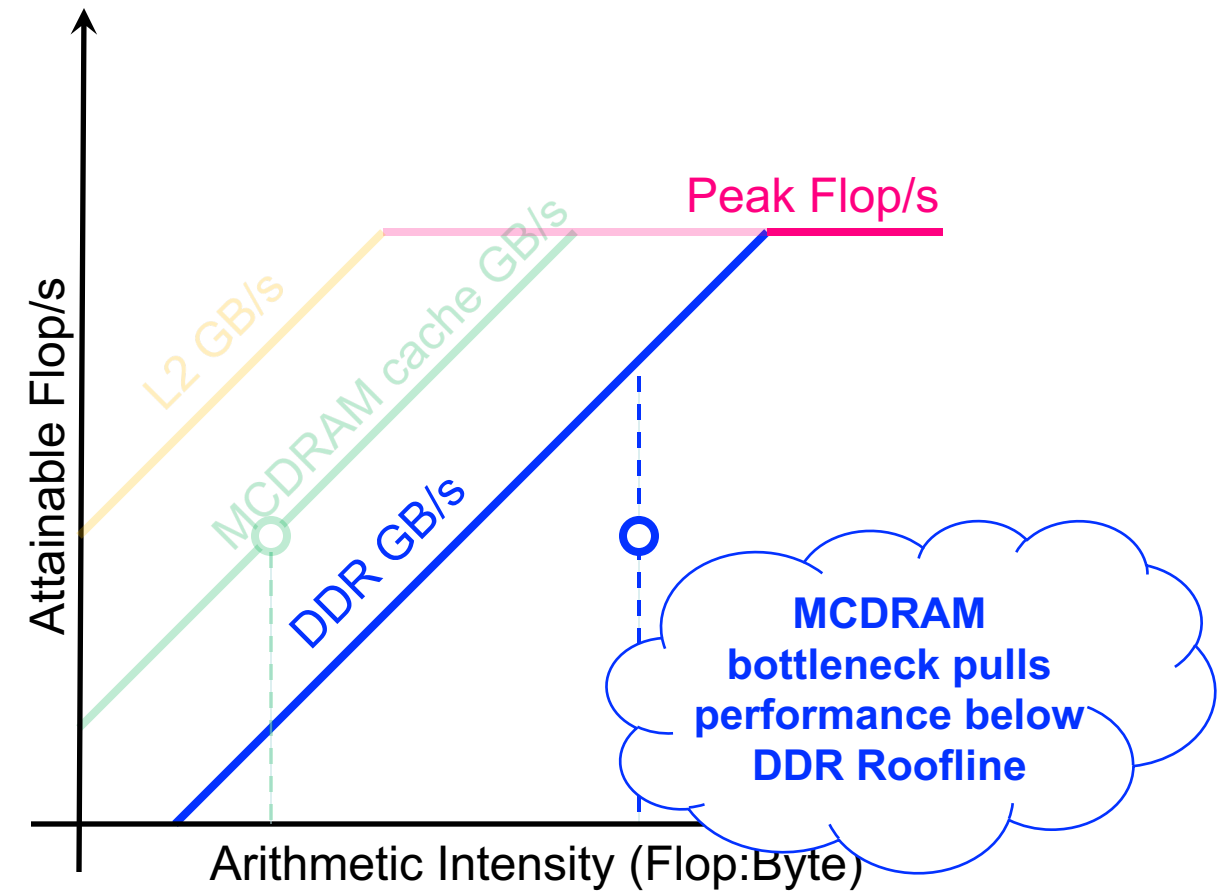 Peak Flop/s
L2 GB/s
MCDRAM cache GB/s
DDR GB/s
Attainable Flop/s
MCDRAM
bottleneck pulls
performance below
DDR Roofline
Arithmetic Intensity (Flop:Byte)